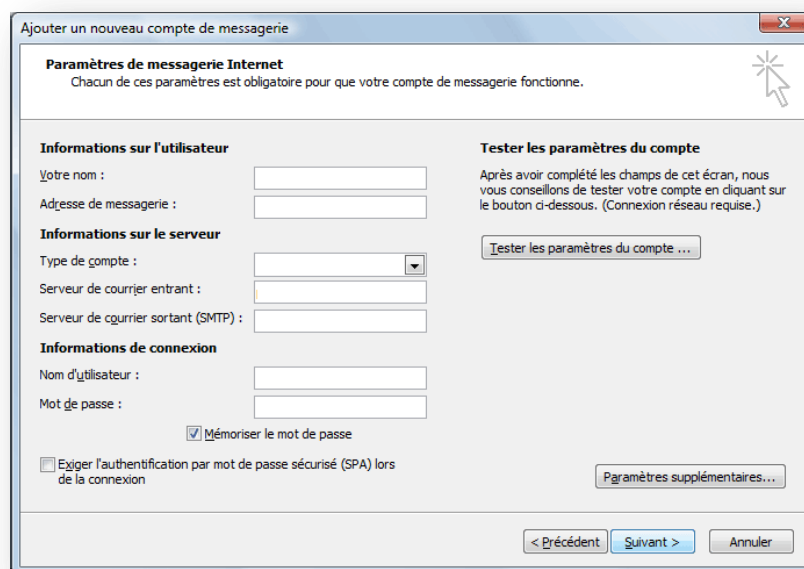 Ajouter un nouveau compte de messagerie
Paramètres de messagerie Internet
Chacun de ces paramètres est obligatoire pour que votre compte de messagerie fonctionne.
Informations sur l'utilisateur
Votre nom :
Adresse de messagerie :
Informations sur le serveur
Type de compte :
Serveur de courrier entrant :
Serveur de courrier sortant (SMTP) :
Informations de connexion
Nom d'utilisateur :
Mot de passe :
Mémoriser le mot de passe
Exiger l'authentification par mot de passe sécurisé (SPA) lors
de la connexion
Tester les paramètres du compte
Après avoir complété les champs de cet écran, nous
vous conseillons de tester votre compte en cliquant sur
le bouton ci-dessous. (Connexion réseau requise.)
Tester les paramètres du compte ...
Paramètres supplémentaires...
< Précédent
Suivant >
Annuler